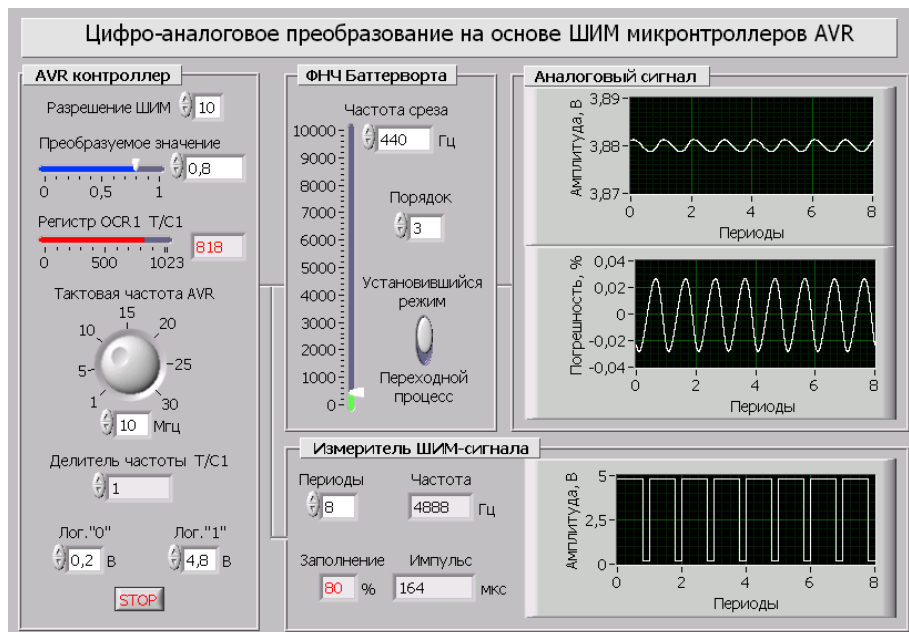 Цифро-аналоговое преобразование на основе ШИМ микронтроллеров AVR
AVR контроллер
Разрешение ШИМ 10
Преобразуемое значение
0,8
0 0,5 1
Регистр OCR1 T/C1
818
0 500 1023
Тактовая частота AVR
1 5 10 15 20 25 30
10 Мгц
Делитель частоты T/C1
1
Лог."0" Лог."1"
0,2 В 4,8 В
STOP
ФНЧ Баттерворта
Частота среза
440 Гц
10000
9000
8000
7000
6000
5000
4000
3000
2000
1000
0
Порядок
3
Установившийся
режим
Переходной
процесс
Аналоговый сигнал
Амплитуда, В
3,89
3,88
3,87
0 2 4 6 8
Периоды
Погрешность, %
0,04
0,02
0
-0,02
-0,04
0 2 4 6 8
Периоды
Измеритель ШИМ-сигнала
Периоды Частота
8 4888 Гц
Заполнение Импульс
80 % 164 мкс
Амплитуда, В
5
2,5
0
0 2 4 6 8
Периоды